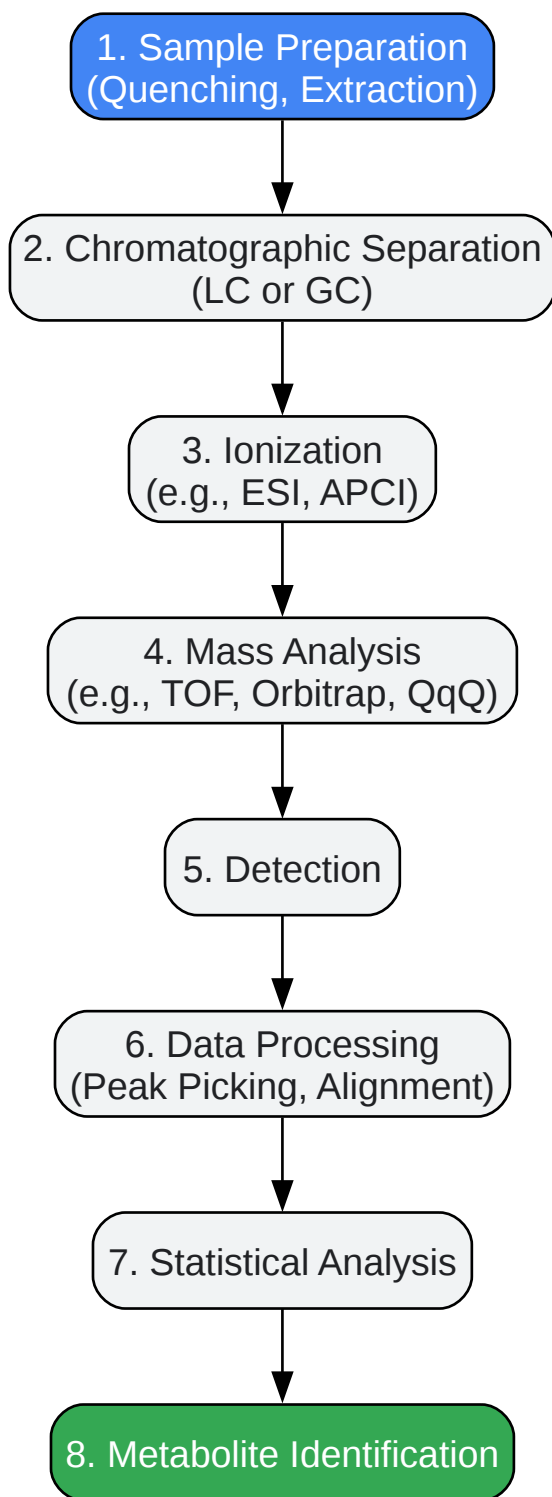 1. Sample Preparation
(Quenching, Extraction)
2. Chromatographic Separation
(LC or GC)
3. Ionization
(e.g., ESI, APCI)
4. Mass Analysis
(e.g., TOF, Orbitrap, QqQ)
5. Detection
6. Data Processing
(Peak Picking, Alignment)
7. Statistical Analysis
8. Metabolite Identification